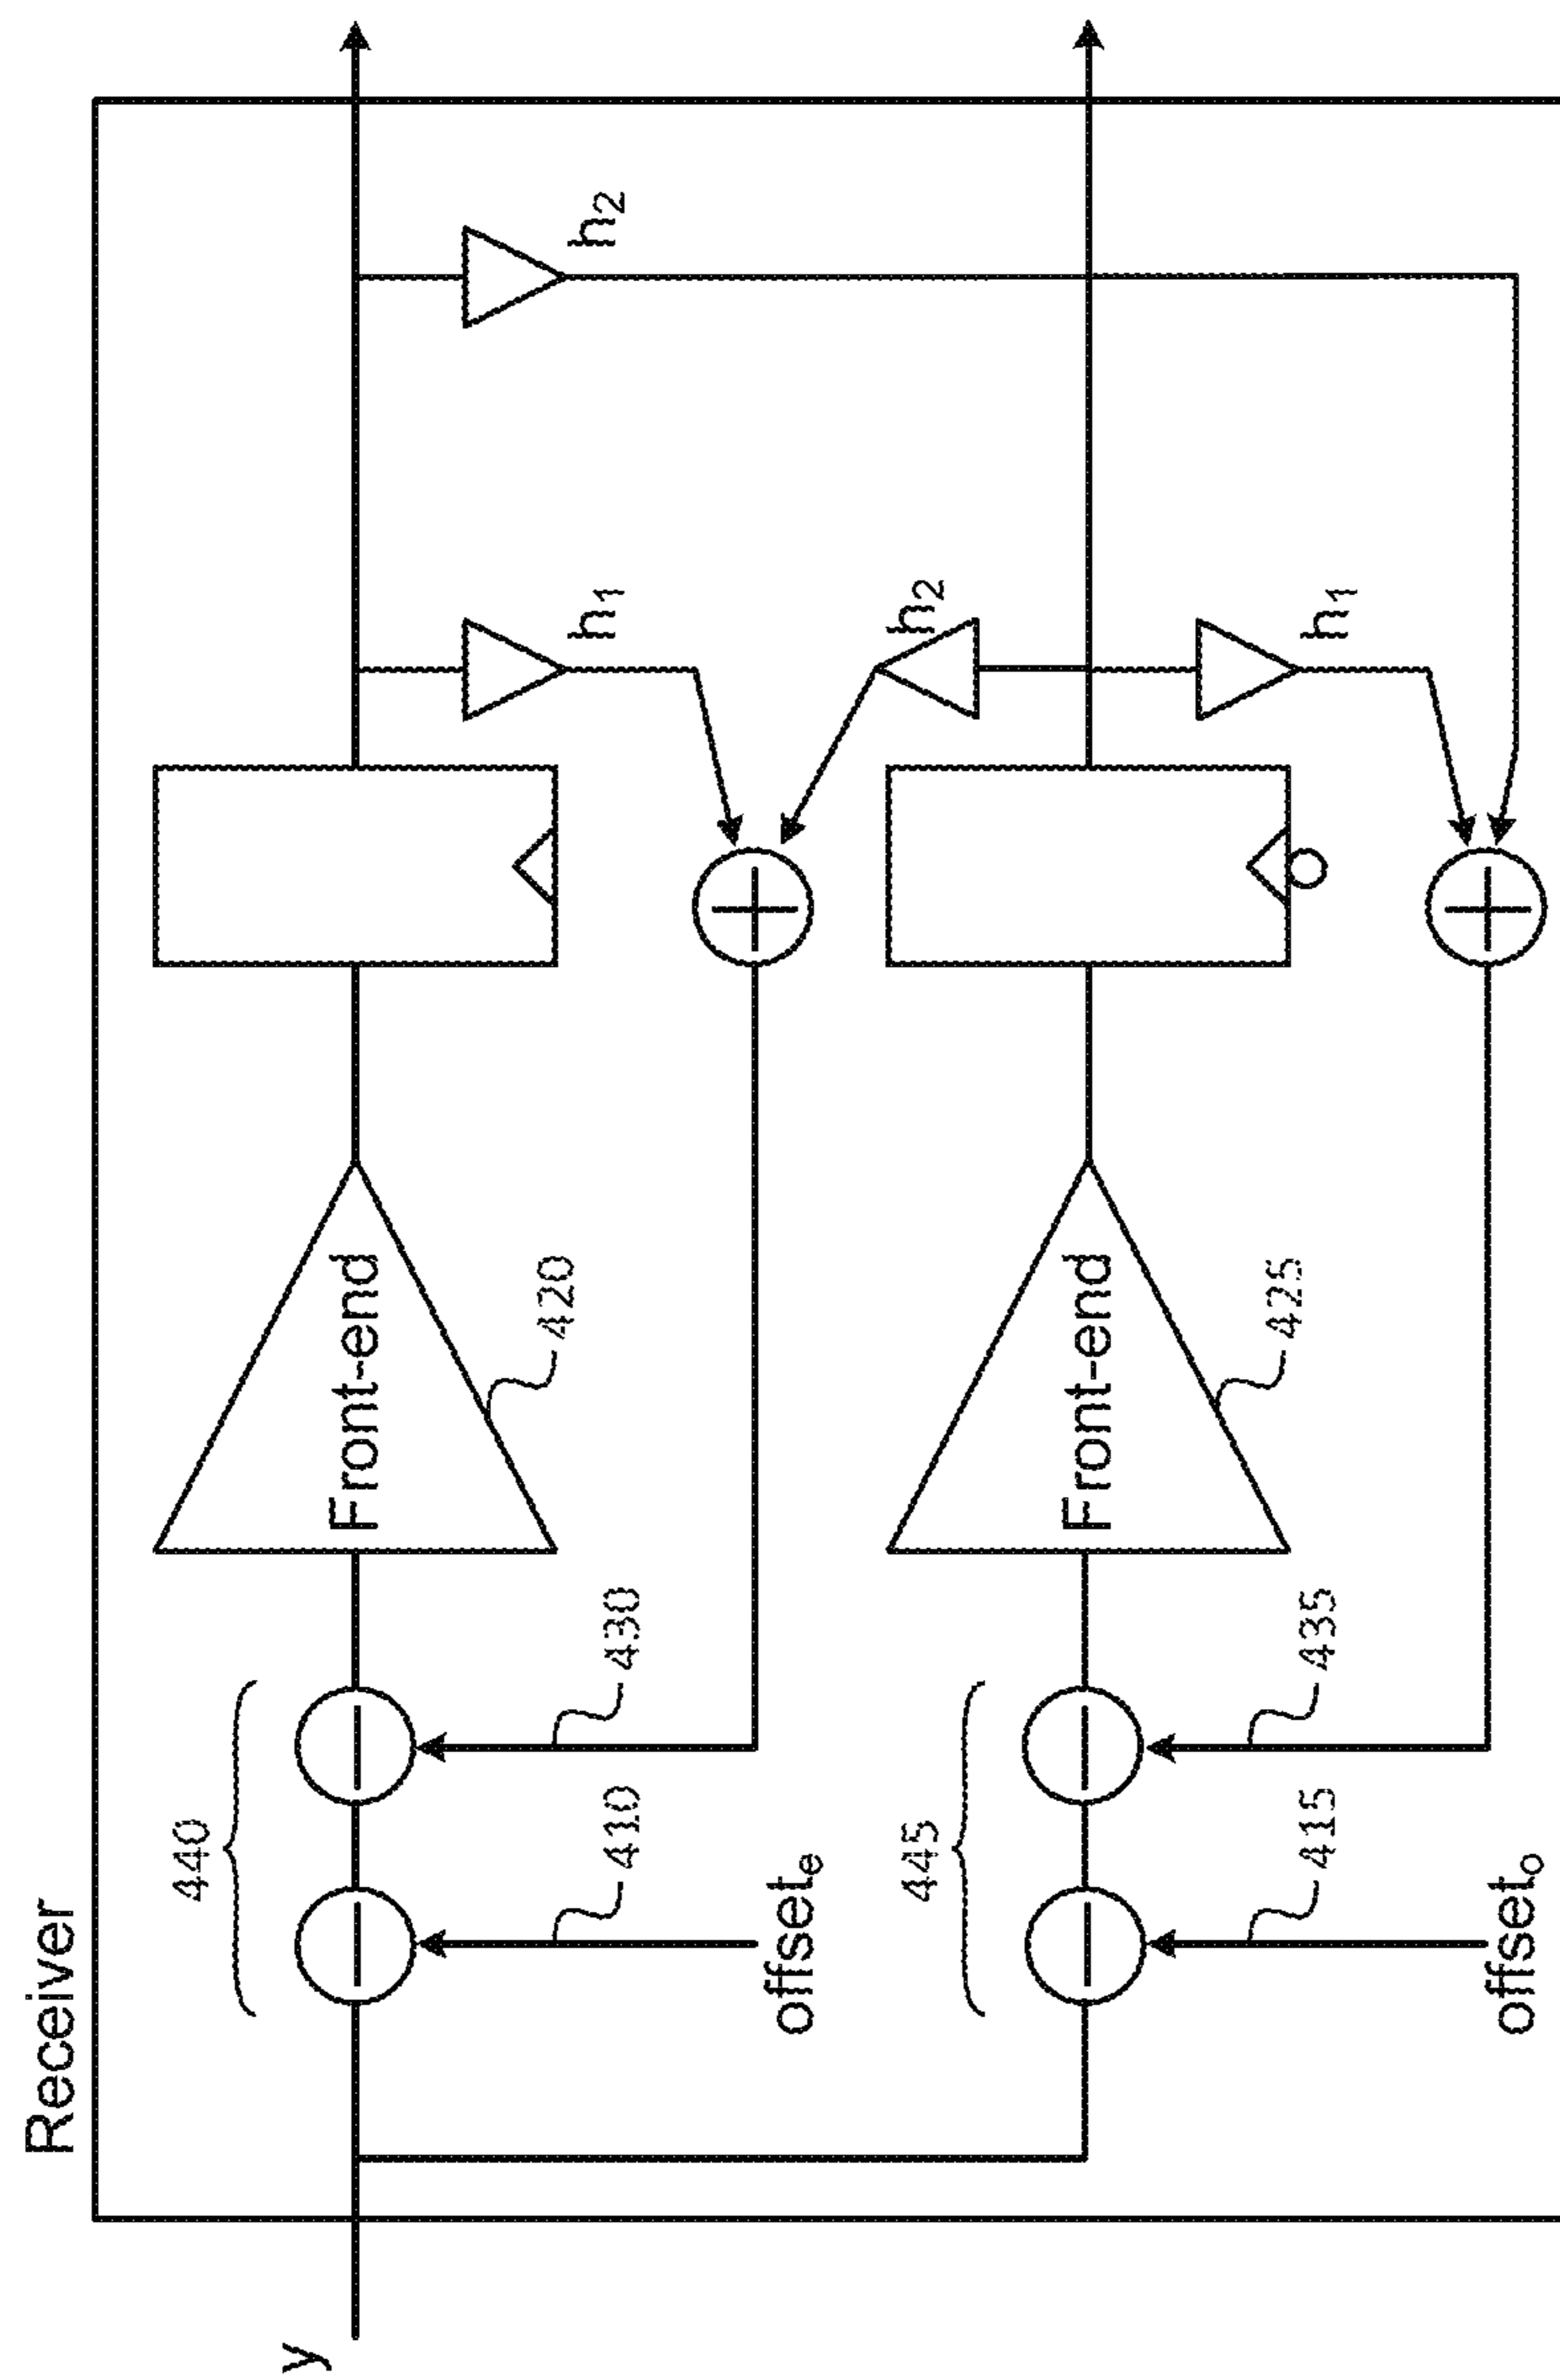 Receiver
y
440
410
430
offsetₑ
Front-end
420
h₁
h₂
h₂
445
415
435
offsetₒ
Front-end
425
h₁